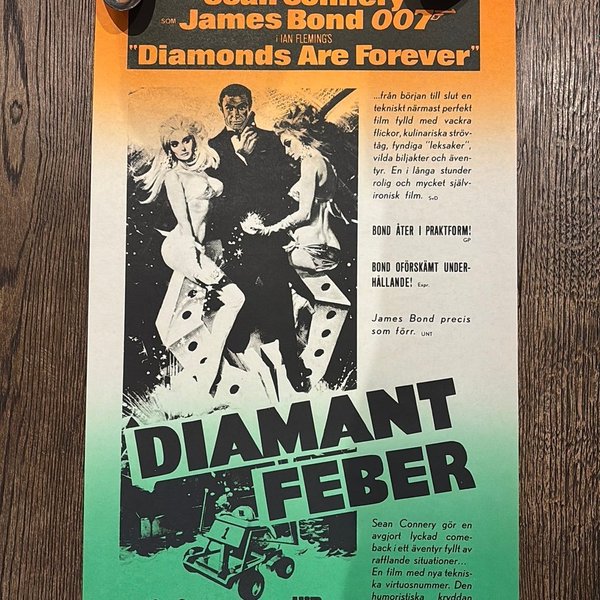 Sean Connery
SOM James Bond 007
i IAN FLEMING'S
"Diamonds Are Forever"
...från början till slut en
tekniskt närmast perfekt
film fylld med vackra
flickor, kulinariska ströv-
tåg, fyndiga "leksaker",
vilda biljakter och även-
tyr. En i långa stunder
rolig och mycket själv-
ironisk film. SvD
BOND ÅTER I PRAKTFORM!
GP
BOND OFÖRSKÄMT UNDER-
HÅLLANDE! Expr.
James Bond precis
som förr. UNT
DIAMANT
FEBER
Sean Connery gör en
avgjort lyckad come-
back i ett äventyr fyllt av
rafflande situationer...
En film med nya teknis-
ka virtuosnummer. Den
humoristiska kryddan